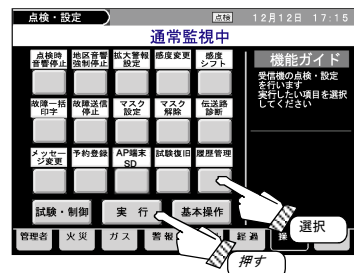 点検・設定
点検
12月12日 17:15
通常監視中
点検時
音響停止
地区音響
強制停止
拡大警報
設定
感度変更
感度
シフト
故障一括
印字
故障送信
停止
マスク
設定
マスク
解除
伝送路
診断
メッセー
ジ変更
予約登録
AP端末
SD
試験復旧
履歴管理
機能ガイド
受信機の点検・設定
を行います
実行したい項目を選択
してください
試験・制御
実 行
基本操作
選択
押す
管理者
火災
ガス
警報
経過
操